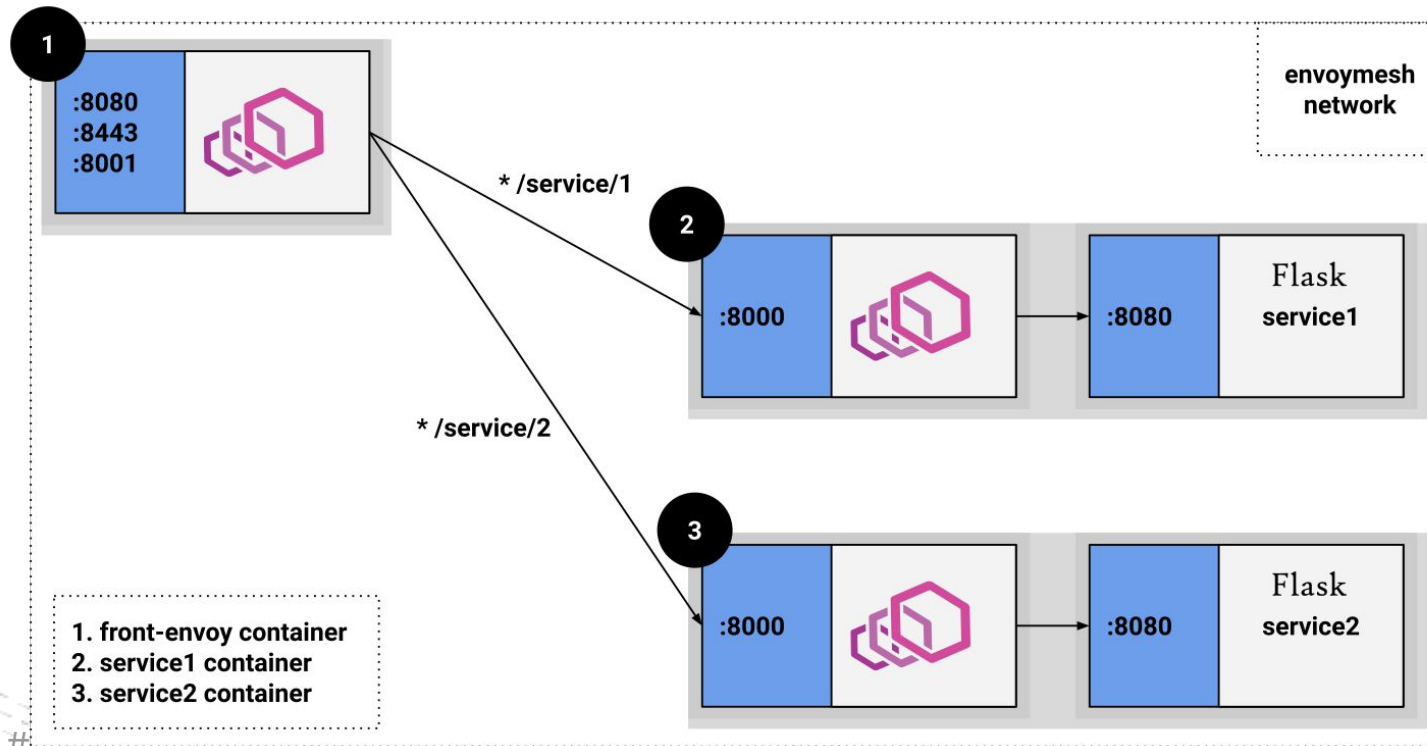 1
:8080
:8443
:8001
envoymesh
network
* /service/1
2
:8000
:8080
Flask
service1
* /service/2
3
:8000
:8080
Flask
service2
1. front-envoy container
2. service1 container
3. service2 container
#